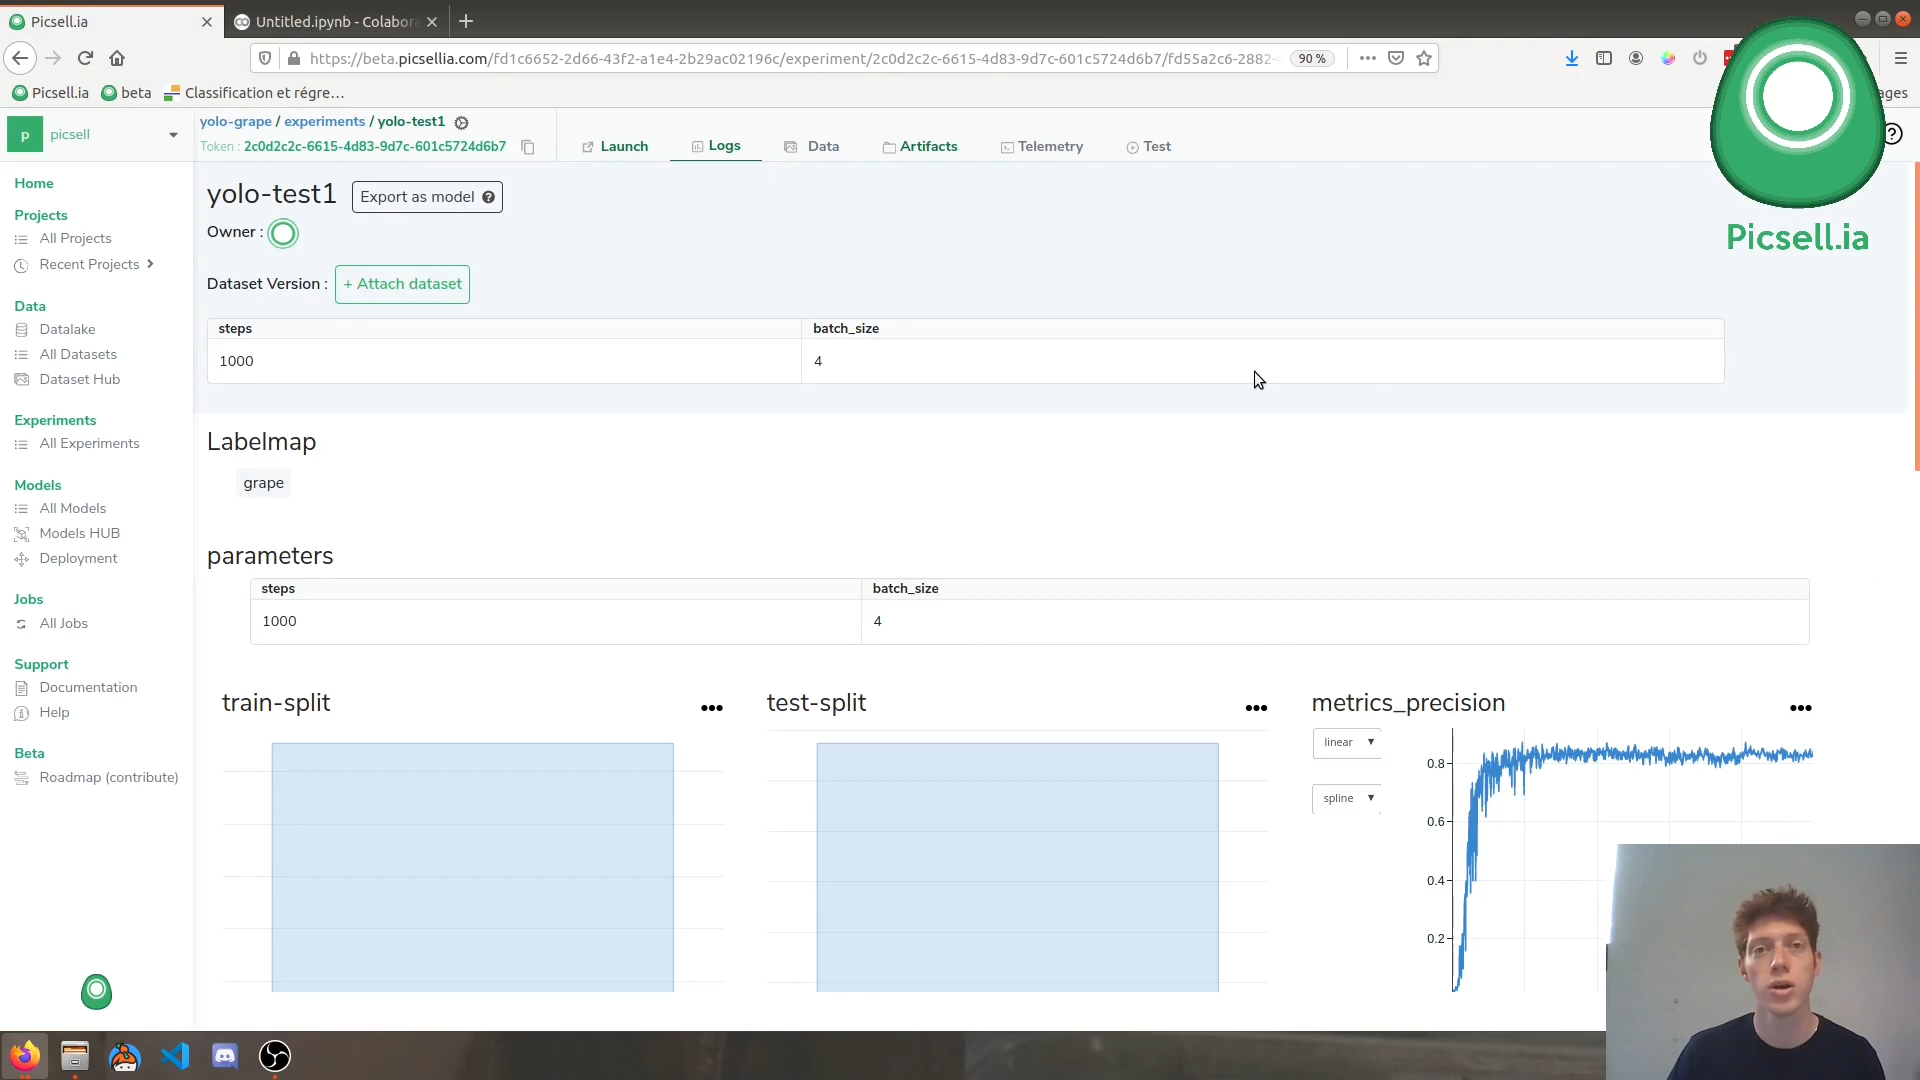 Picsell.ia
Untitled.ipynb - Colabora
https://beta.picsellia.com/fd1c6652-2d66-43f2-a1e4-2b29ac02196c/experiment/2c0d2c2c-6615-4d83-9d7c-601c5724d6b7/fd55a2c6-2882-
90 %
Picsell.ia
beta
Classification et régre...
ages
p
picsell
yolo-grape / experiments / yolo-test1
Token : 2c0d2c2c-6615-4d83-9d7c-601c5724d6b7
Launch
Logs
Data
Artifacts
Telemetry
Test
Picsell.ia
Home
Projects
All Projects
Recent Projects
Data
Datalake
All Datasets
Dataset Hub
Experiments
All Experiments
Models
All Models
Models HUB
Deployment
Jobs
All Jobs
Support
Documentation
Help
Beta
Roadmap (contribute)
yolo-test1
Export as model ?
Owner :
Dataset Version :
+ Attach dataset
steps
batch_size
1000
4
Labelmap
grape
parameters
steps
batch_size
1000
4
train-split
test-split
metrics_precision
linear
spline
0.8
0.6
0.4
0.2